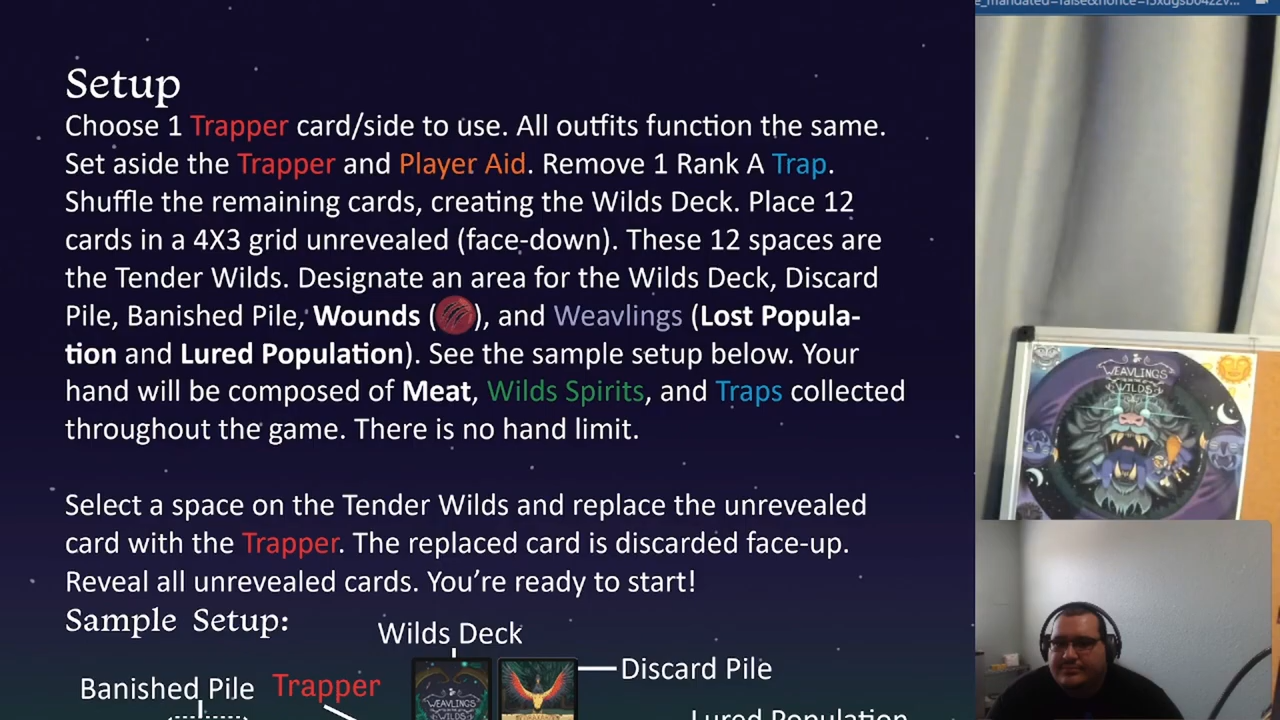 Setup
Choose 1 Trapper card/side to use. All outfits function the same.
Set aside the Trapper and Player Aid. Remove 1 Rank A Trap.
Shuffle the remaining cards, creating the Wilds Deck. Place 12
cards in a 4X3 grid unrevealed (face-down). These 12 spaces are
the Tender Wilds. Designate an area for the Wilds Deck, Discard
Pile, Banished Pile, Wounds ( ), and Weavlings (Lost Popula-
tion and Lured Population). See the sample setup below. Your
hand will be composed of Meat, Wilds Spirits, and Traps collected
throughout the game. There is no hand limit.
Select a space on the Tender Wilds and replace the unrevealed
card with the Trapper. The replaced card is discarded face-up.
Reveal all unrevealed cards. You're ready to start!
Sample Setup:
Wilds Deck
Discard Pile
Banished Pile
Trapper
Lured Population
WEAVLINGS
WILDS
WEAVLINGS
WILDS